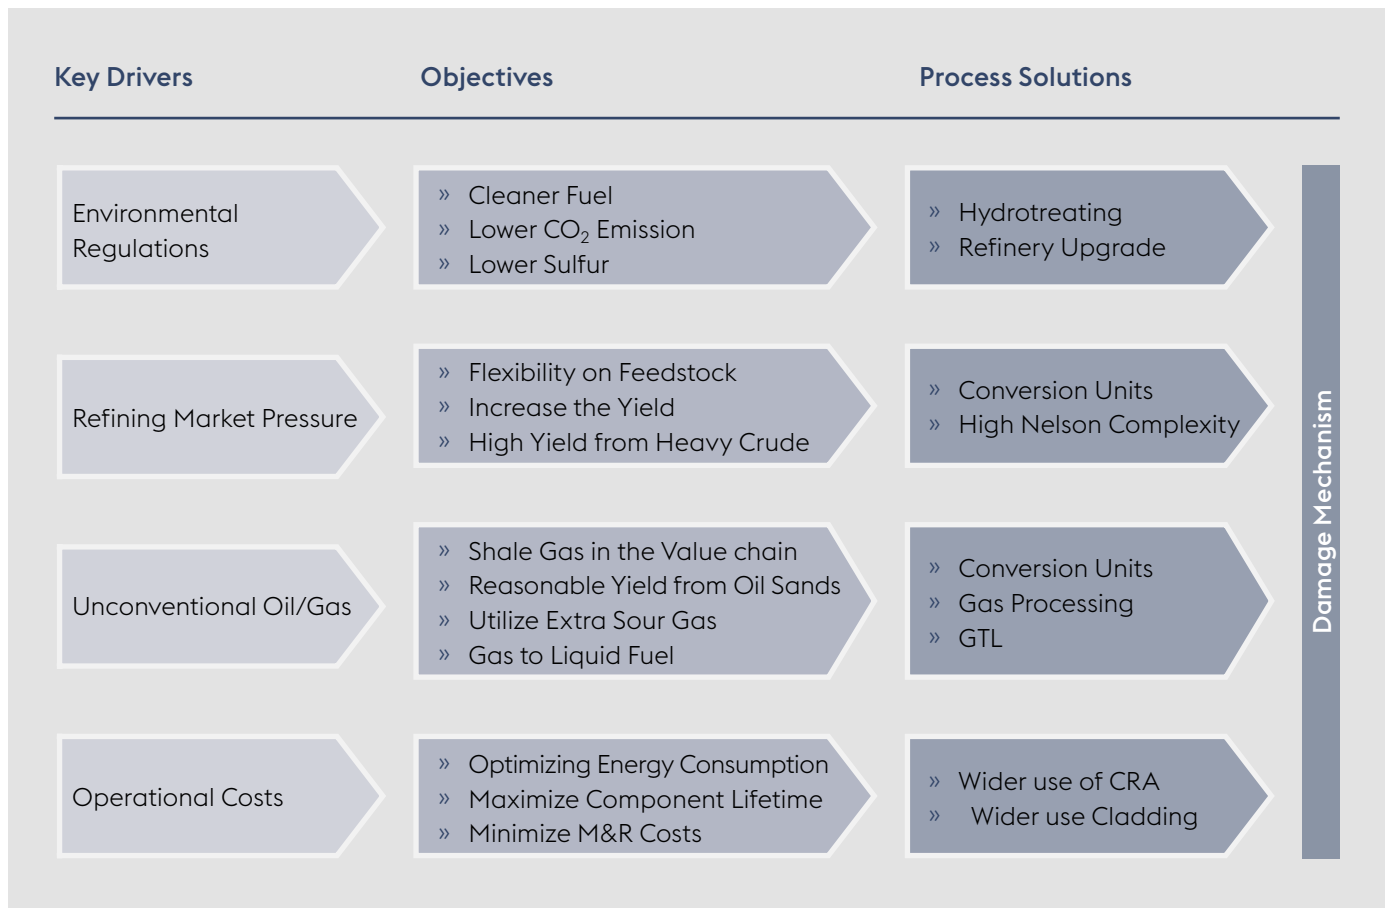 Key Drivers
Objectives
Process Solutions
Environmental
Regulations
» Cleaner Fuel
» Lower CO₂ Emission
» Lower Sulfur
» Hydrotreating
» Refinery Upgrade
Refining Market Pressure
» Flexibility on Feedstock
» Increase the Yield
» High Yield from Heavy Crude
» Conversion Units
» High Nelson Complexity
Unconventional Oil/Gas
» Shale Gas in the Value chain
» Reasonable Yield from Oil Sands
» Utilize Extra Sour Gas
» Gas to Liquid Fuel
» Conversion Units
» Gas Processing
» GTL
Operational Costs
» Optimizing Energy Consumption
» Maximize Component Lifetime
» Minimize M&R Costs
» Wider use of CRA
» Wider use Cladding
Damage Mechanism